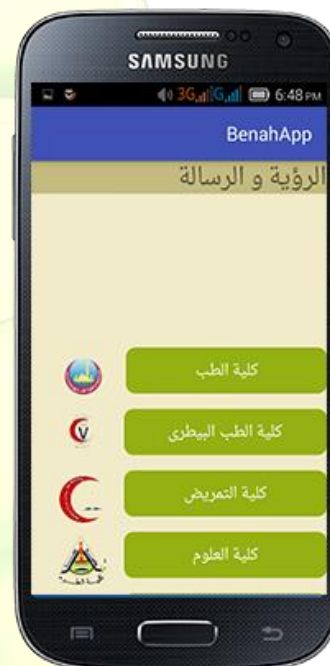 SAMSUNG
3G G 6:48 PM
BenahApp
الرؤية و الرسالة
كلية الطب
كلية الطب البيطرى
V
كلية التمريض
كلية العلوم